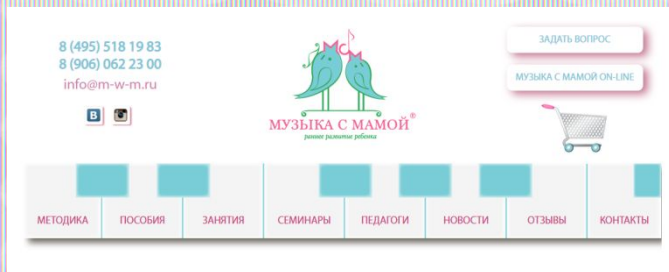 8 (495) 518 19 83
8 (906) 062 23 00
info@m-w-m.ru
В
МУЗЫКА С МАМОЙ®
раннее развитие ребенка
ЗАДАТЬ ВОПРОС
МУЗЫКА С МАМОЙ ON-LINE
МЕТОДИКА ПОСОБИЯ ЗАНЯТИЯ СЕМИНАРЫ ПЕДАГОГИ НОВОСТИ ОТЗЫВЫ КОНТАКТЫ